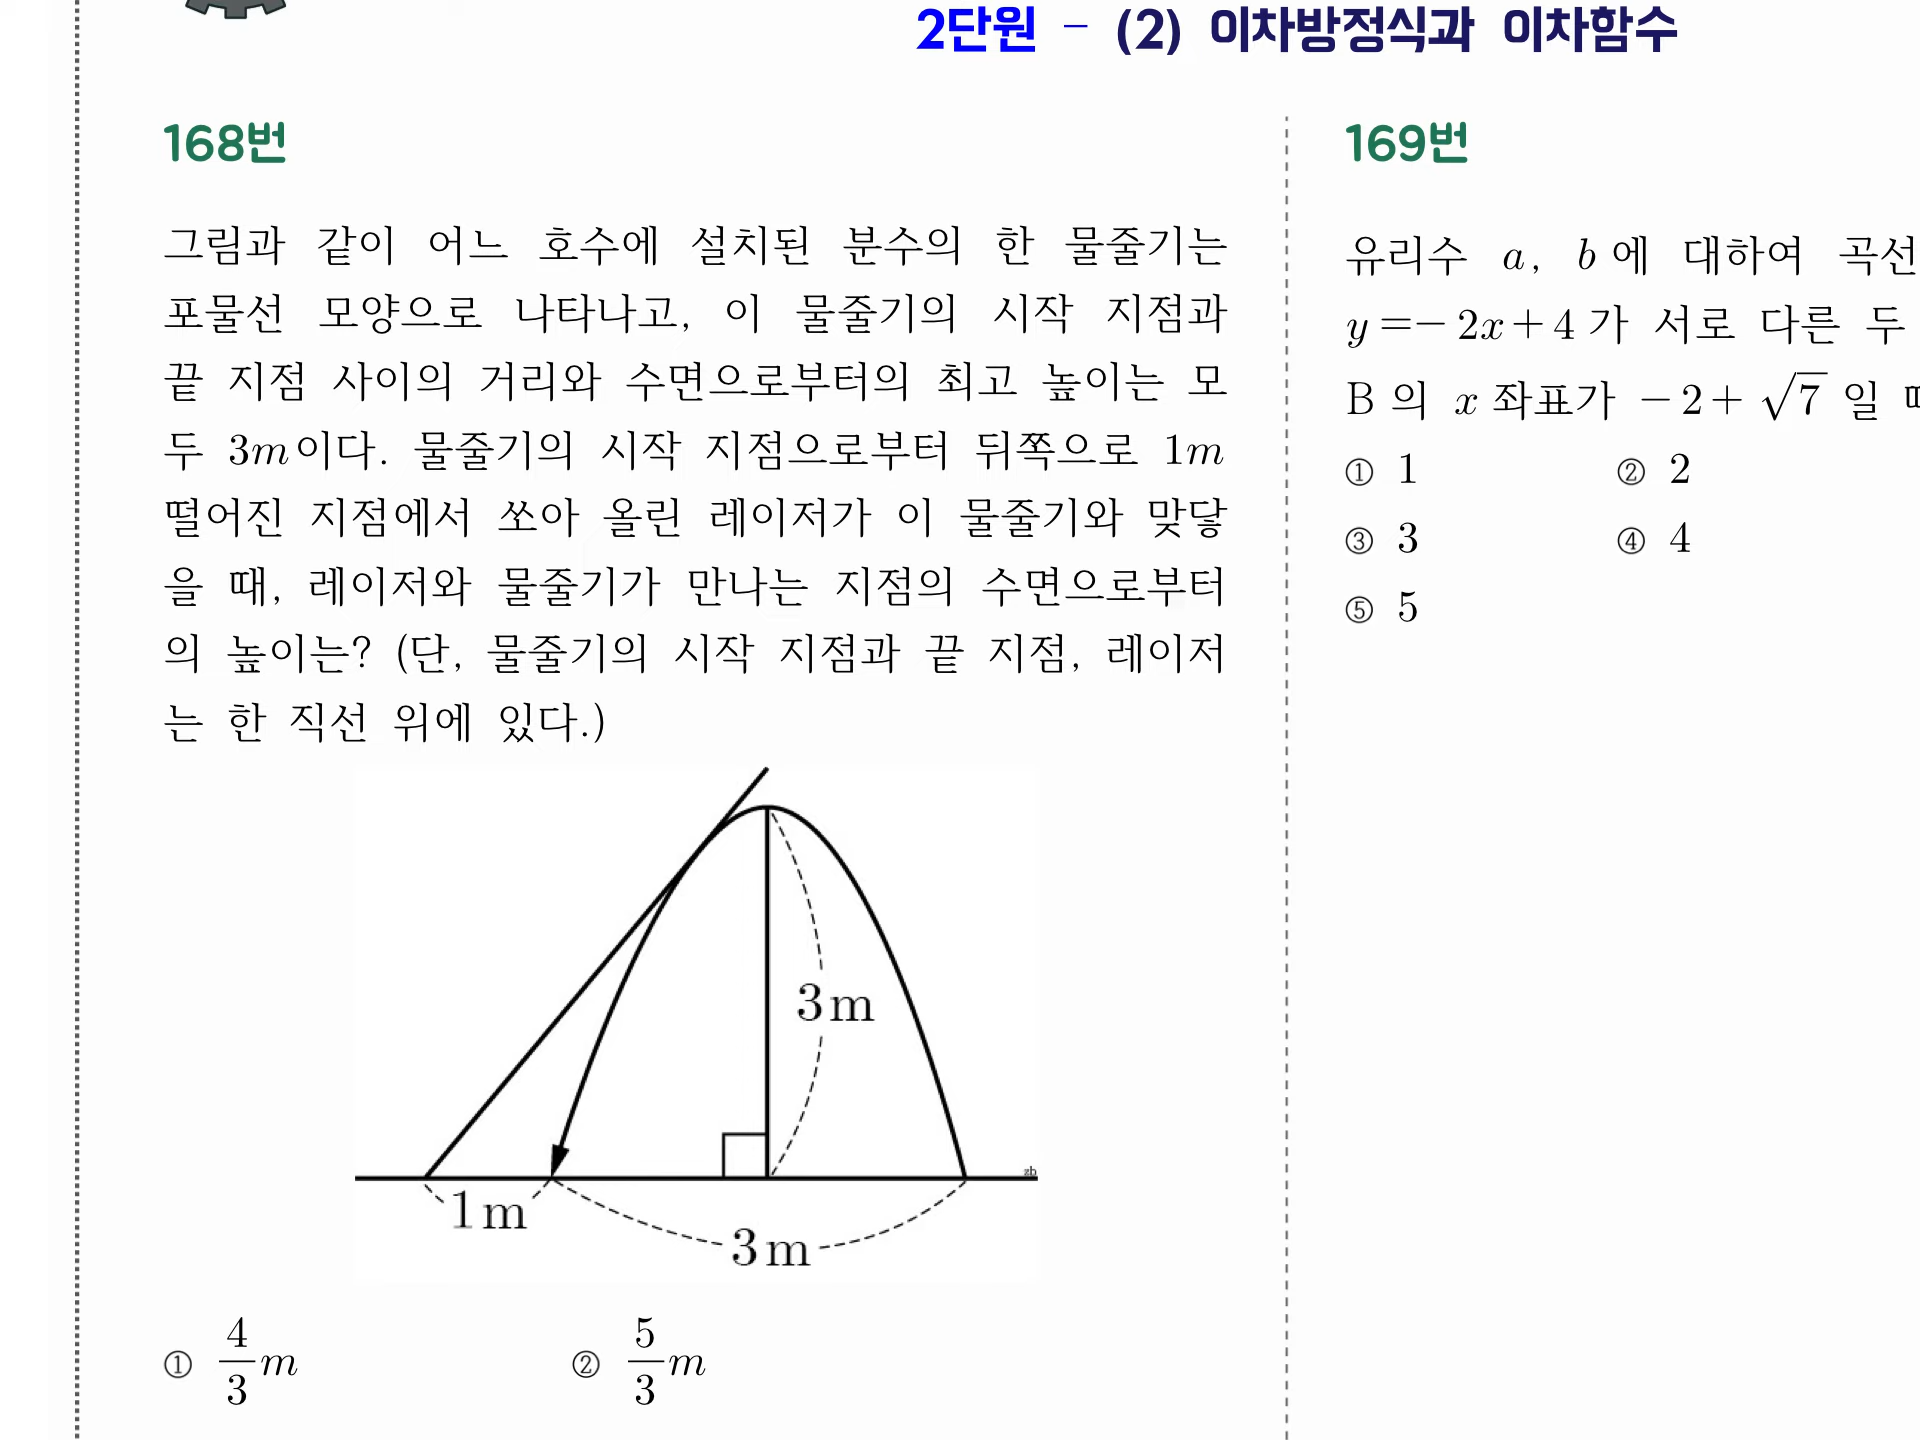 2단원 - (2) 이차방정식과 이차함수
168번
그림과 같이 어느 호수에 설치된 분수의 한 물줄기는
포물선 모양으로 나타나고, 이 물줄기의 시작 지점과
끝 지점 사이의 거리와 수면으로부터의 최고 높이는 모
두 3m이다. 물줄기의 시작 지점으로부터 뒤쪽으로 1m
떨어진 지점에서 쏘아 올린 레이저가 이 물줄기와 맞닿
을 때, 레이저와 물줄기가 만나는 지점의 수면으로부터
의 높이는? (단, 물줄기의 시작 지점과 끝 지점, 레이저
는 한 직선 위에 있다.)
3m
zb
1m
3m
① 4/3 m ② 5/3 m
169번
유리수 a, b에 대하여 곡선
y=-2x+4가 서로 다른 두
B의 x좌표가 -2+√7일
① 1 ② 2
③ 3 ④ 4
⑤ 5